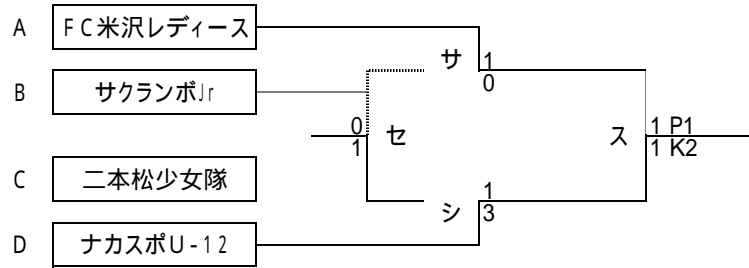 A FC米沢レディース
サ 1
0
B サクランボJr
0 セ ス 1 P1
1 1 K2
C 二本松少女隊
シ 1
3
D ナカスポU-12